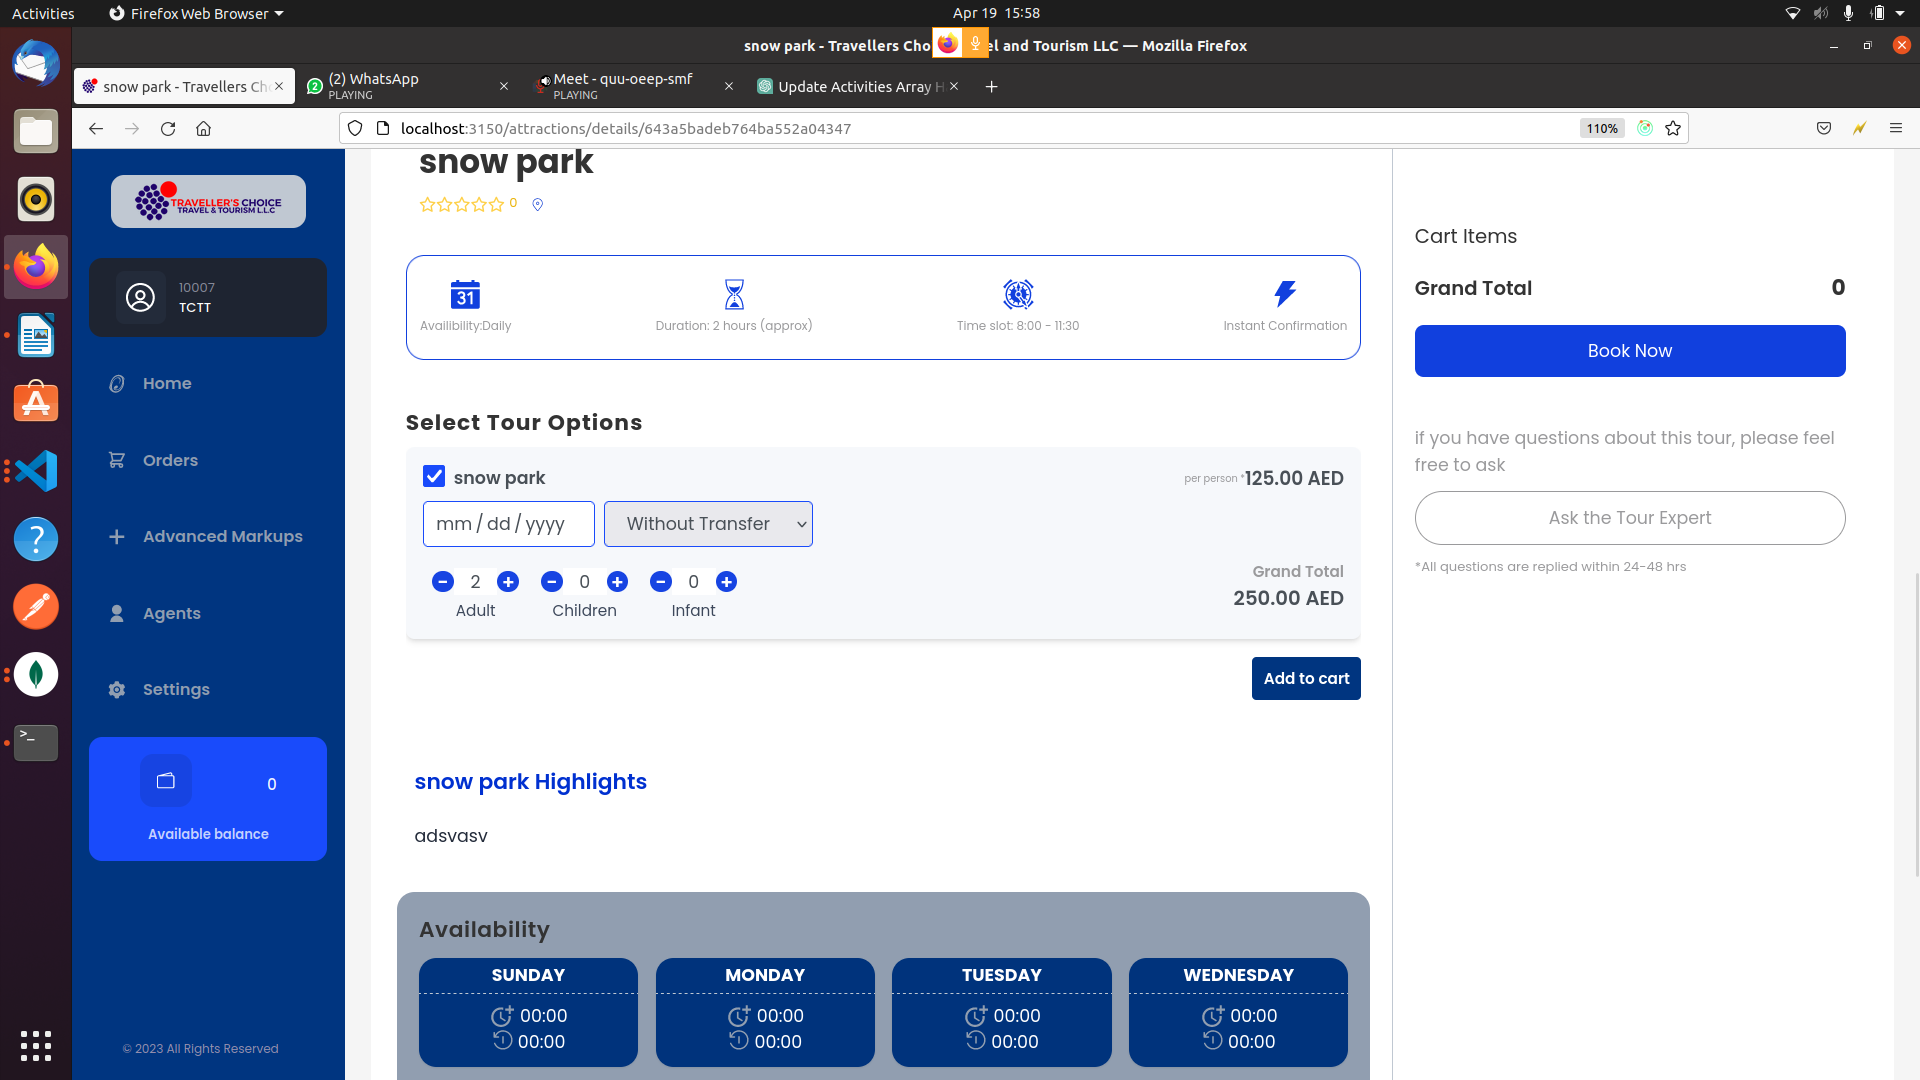 Activities
Firefox Web Browser
Apr 19 15:58
snow park - Travellers Cho
el and Tourism LLC — Mozilla Firefox
snow park - Travellers Ch
(2) WhatsApp
PLAYING
Meet - quu-oeep-smf
PLAYING
Update Activities Array H
localhost:3150/attractions/details/643a5badeb764ba552a04347
110%
TRAVELLER'S CHOICE
TRAVEL & TOURISM L.L.C
10007
TCTT
Home
Orders
Advanced Markups
Agents
Settings
0
Available balance
© 2023 All Rights Reserved
snow park
0
31
Availibility:Daily
Duration: 2 hours (approx)
Time slot: 8:00 - 11:30
Instant Confirmation
Select Tour Options
snow park
per person *125.00 AED
mm / dd / yyyy
Without Transfer
2
0
0
Adult
Children
Infant
Grand Total
250.00 AED
Add to cart
snow park Highlights
adsvasv
Availability
SUNDAY
00:00
00:00
MONDAY
00:00
00:00
TUESDAY
00:00
00:00
WEDNESDAY
00:00
00:00
Cart Items
Grand Total
0
Book Now
if you have questions about this tour, please feel
free to ask
Ask the Tour Expert
*All questions are replied within 24-48 hrs